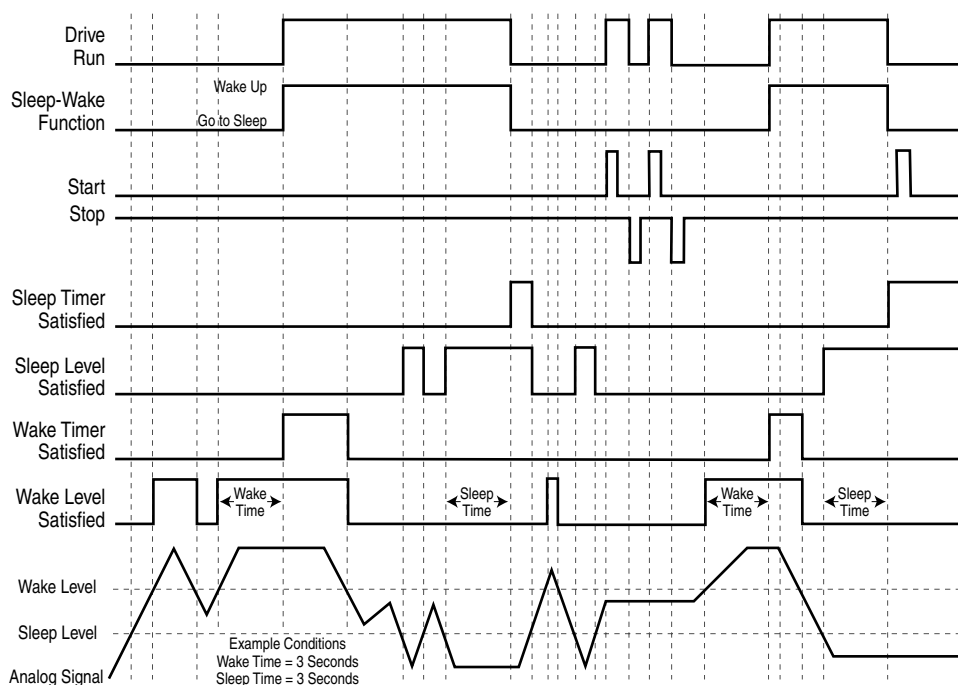 Drive
Run
Wake Up
Sleep-Wake
Function
Go to Sleep
Start
Stop
Sleep Timer
Satisfied
Sleep Level
Satisfied
Wake Timer
Satisfied
Wake Level
Satisfied
Wake
Time
Sleep
Time
Wake
Time
Sleep
Time
Wake Level
Sleep Level
Analog Signal
Example Conditions
Wake Time = 3 Seconds
Sleep Time = 3 Seconds